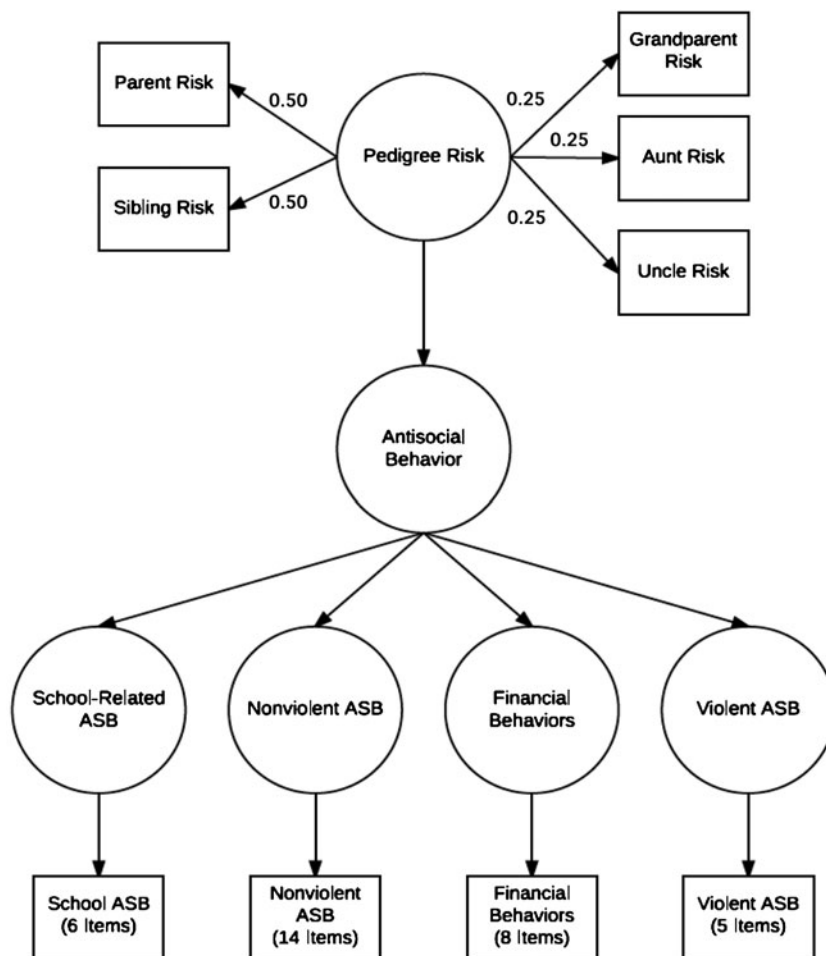 Grandparent
Risk
Parent Risk
0.50
0.25
Pedigree Risk
0.25
Aunt Risk
Sibling Risk
0.50
0.25
Uncle Risk
Antisocial
Behavior
School-Related
ASB
Nonviolent ASB
Financial
Behaviors
Violent ASB
School ASB
(6 Items)
Nonviolent
ASB
(14 Items)
Financial
Behaviors
(8 Items)
Violent ASB
(5 Items)